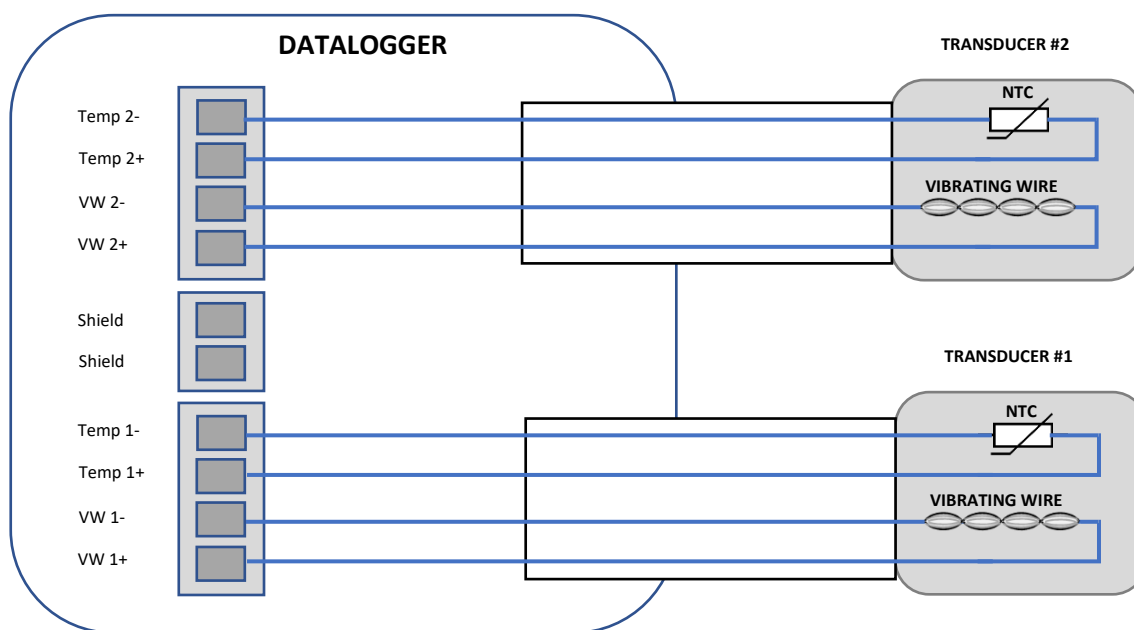 DATALOGGER
TRANSDUCER #2
Temp 2-
Temp 2+
VW 2-
VW 2+
NTC
VIBRATING WIRE
Shield
Shield
TRANSDUCER #1
Temp 1-
Temp 1+
VW 1-
VW 1+
NTC
VIBRATING WIRE